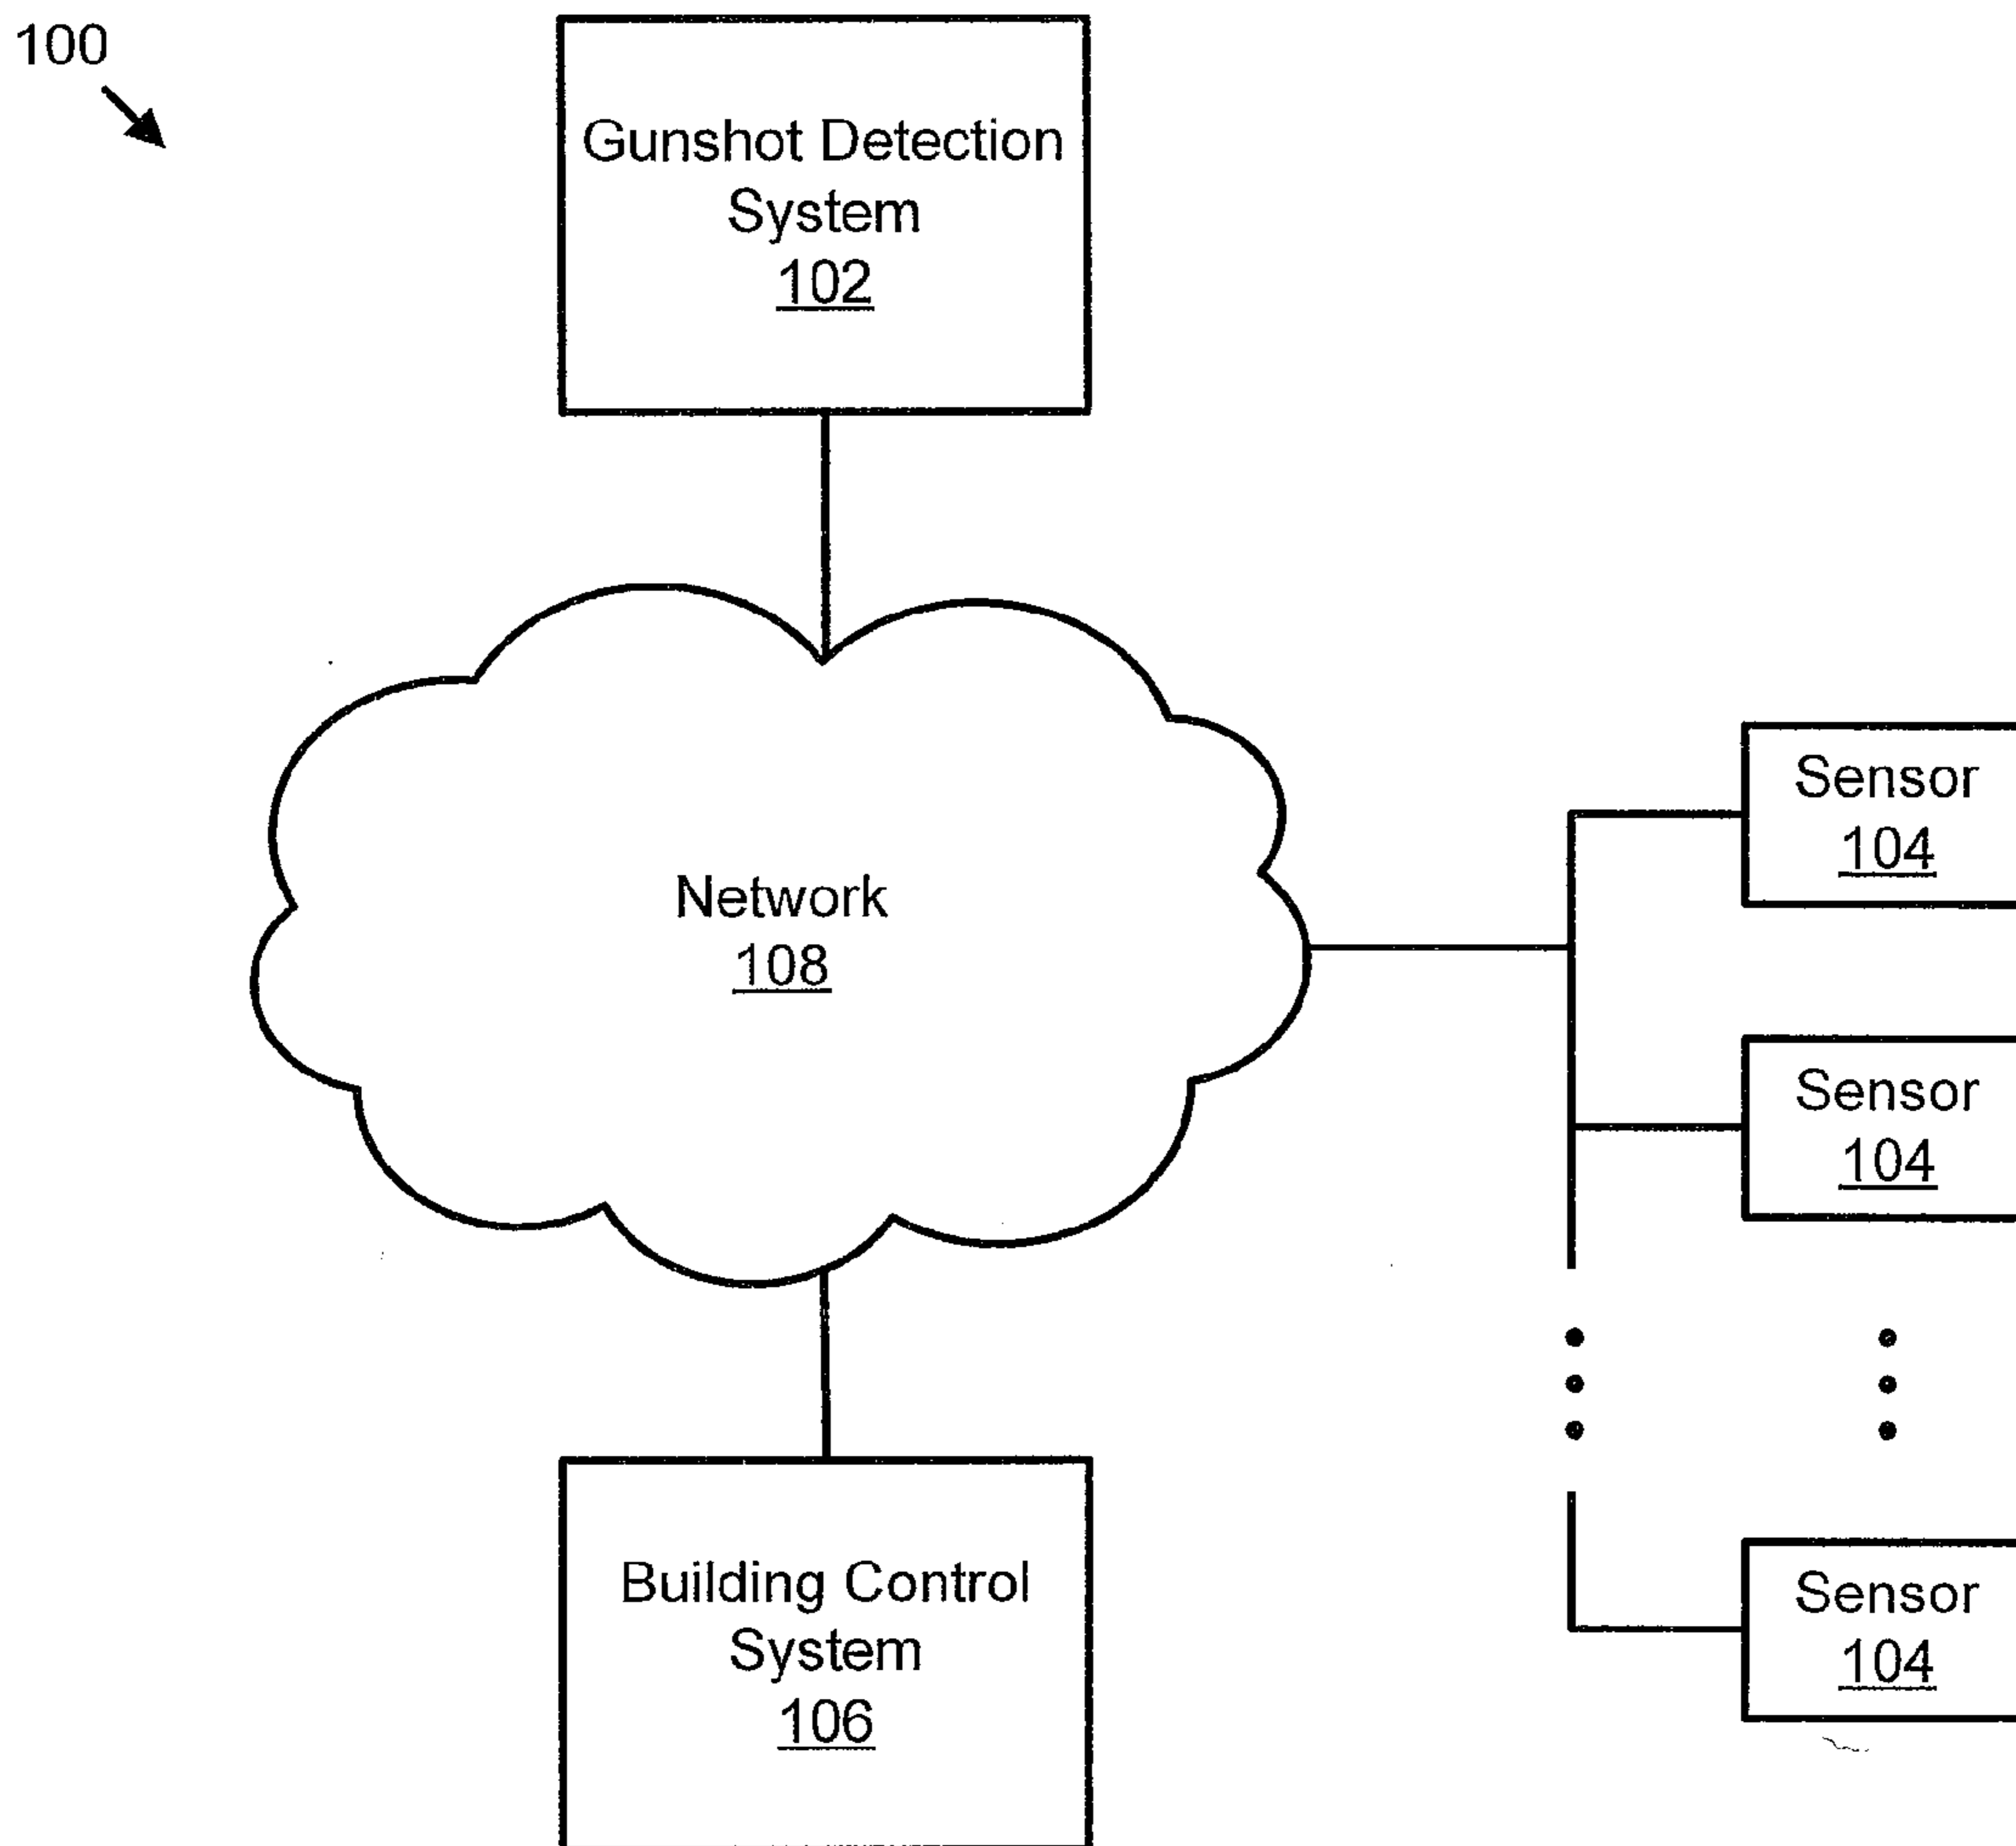 100
Gunshot Detection
System
102
Network
108
Sensor
104
Sensor
104
Building Control
System
106
Sensor
104